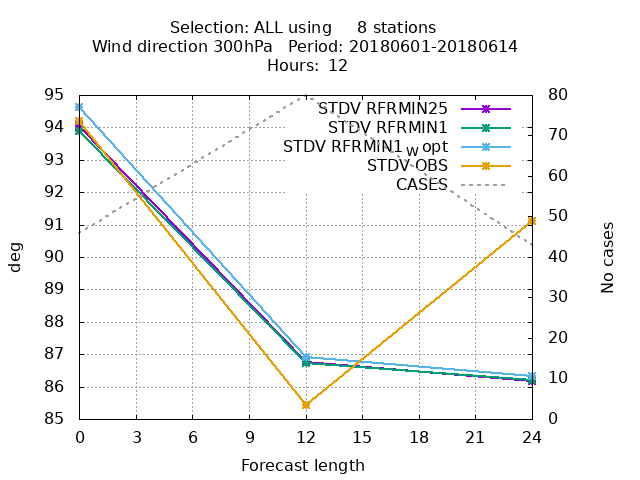 Selection: ALL using     8 stations
Wind direction 300hPa   Period: 20180601-20180614
Hours:  12
STDV RFRMIN25
STDV RFRMIN1
STDV RFRMIN1_W opt
STDV OBS
CASES
deg
95
94
93
92
91
90
89
88
87
86
85
No cases
80
70
60
50
40
30
20
10
0
0 3 6 9 12 15 18 21 24
Forecast length